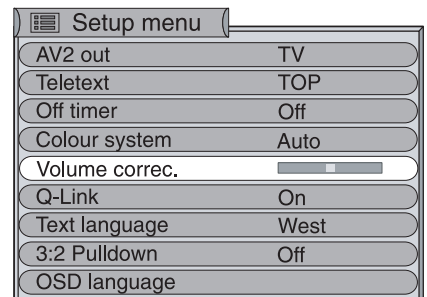 Setup menu
AV2 out TV
Teletext TOP
Off timer Off
Colour system Auto
Volume correc.
Q-Link On
Text language West
3:2 Pulldown Off
OSD language